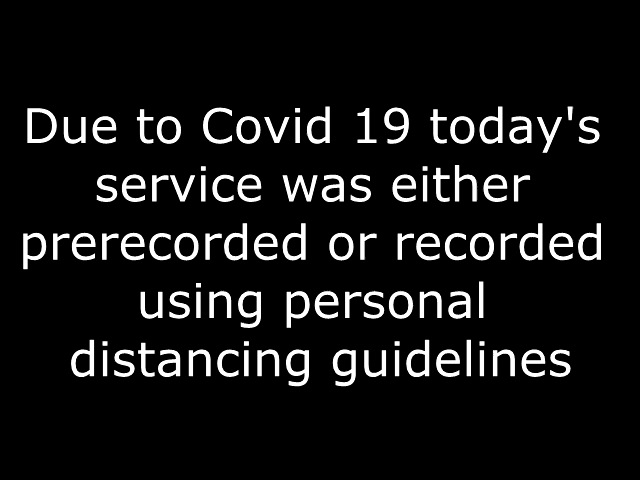 Due to Covid 19 today's
service was either
prerecorded or recorded
using personal
distancing guidelines